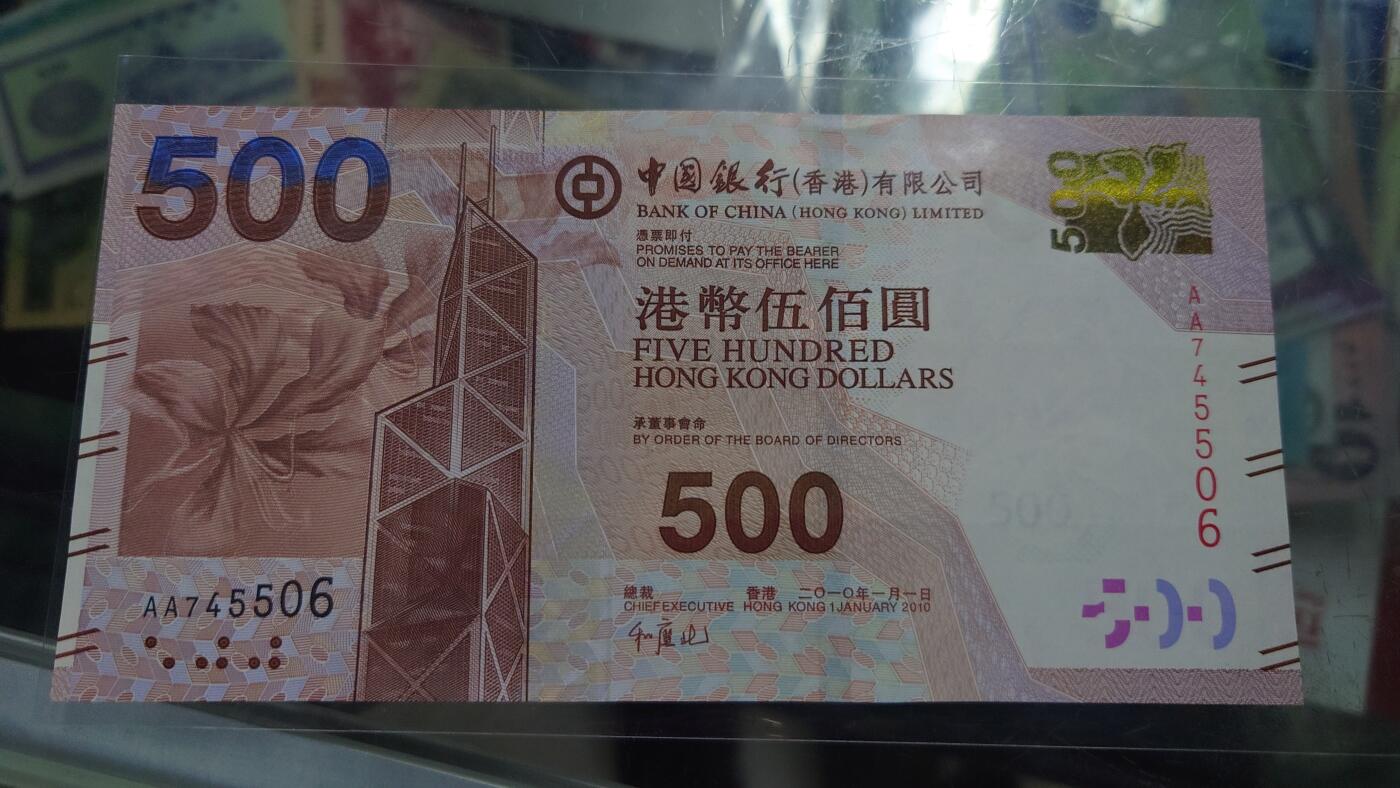 500
中国銀行(香港)有限公司
BANK OF CHINA (HONG KONG) LIMITED
憑票即付
PROMISES TO PAY THE BEARER
ON DEMAND AT ITS OFFICE HERE
500
港幣伍佰圓
FIVE HUNDRED
HONG KONG DOLLARS
承董事會命
BY ORDER OF THE BOARD OF DIRECTORS
500
AA745506
AA745506
總裁 香港 二〇一〇年一月一日
CHIEF EXECUTIVE HONG KONG 1 JANUARY 2010
500